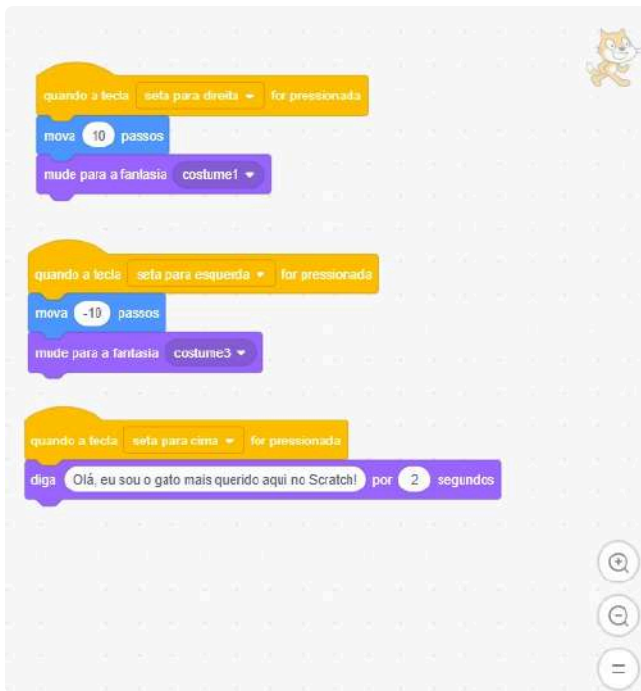 quando a tecla seta para direita for pressionada
mova 10 passos
mude para a fantasia costume1
quando a tecla seta para esquerda for pressionada
mova -10 passos
mude para a fantasia costume3
quando a tecla seta para cima for pressionada
diga Olá, eu sou o gato mais querido aqui no Scratch! por 2 segundos